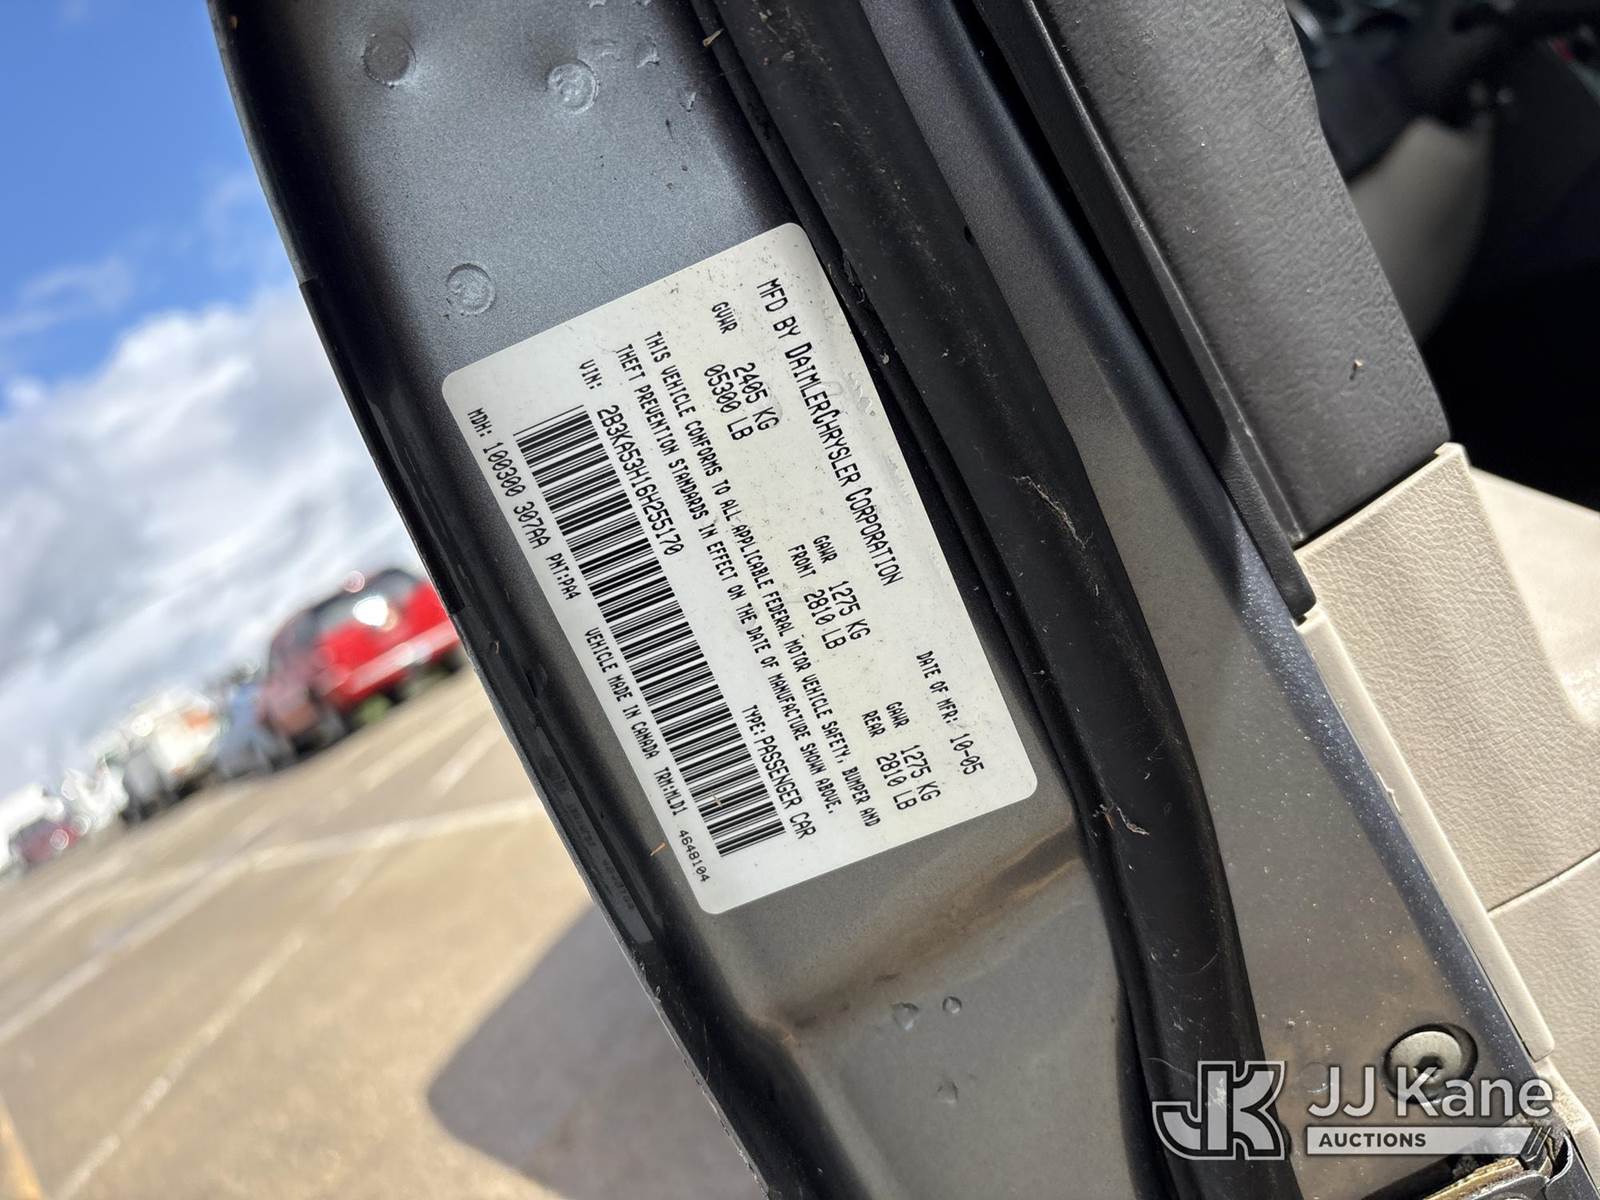 MFD BY DAIMLERCHRYSLER CORPORATION DATE OF MFR: 10-05
GVWR 2405 KG GAWR 1275 KG GAWR 1275 KG
05300 LB FRONT 2810 LB REAR 2810 LB
THIS VEHICLE CONFORMS TO ALL APPLICABLE FEDERAL MOTOR VEHICLE SAFETY, BUMPER AND
THEFT PREVENTION STANDARDS IN EFFECT ON THE DATE OF MANUFACTURE SHOWN ABOVE.
VIN: 2B3KA53H16H255170 TYPE: PASSENGER CAR
MDH: 100300 307AA PNT:PA4 VEHICLE MADE IN CANADA TRM:MLD1 4648104
JK JJ Kane
AUCTIONS